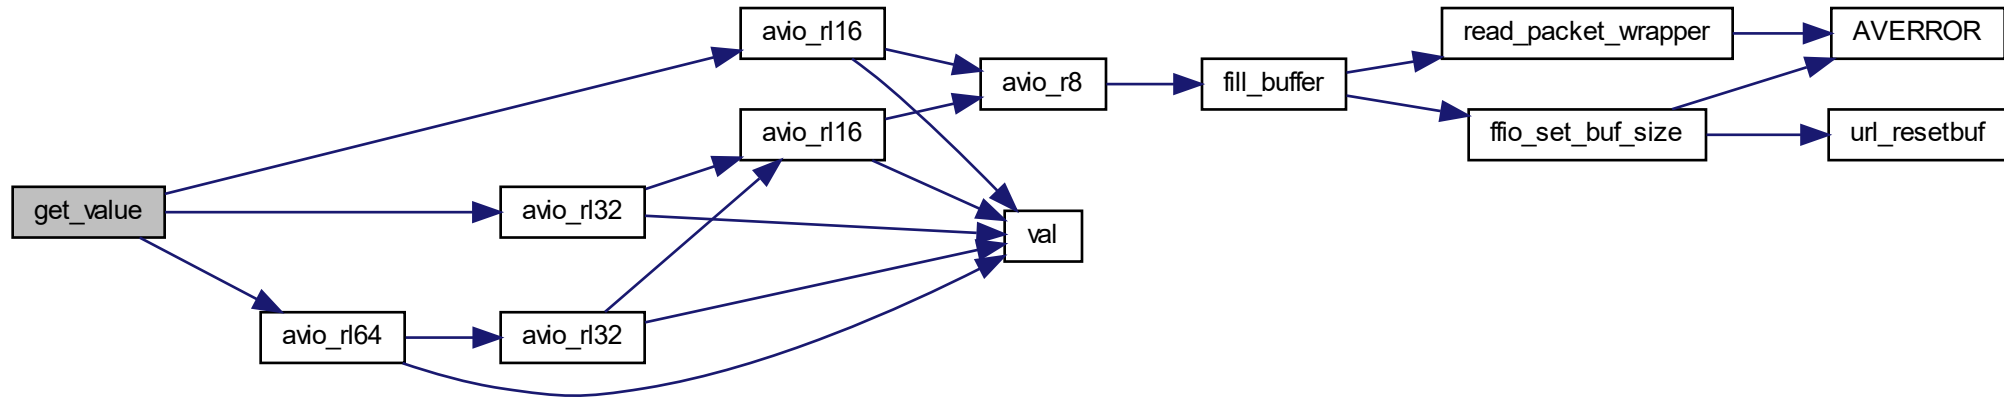 get_value
avio_rl16
avio_rl16
avio_rl32
avio_rl64
avio_rl32
avio_r8
val
fill_buffer
read_packet_wrapper
ffio_set_buf_size
AVERROR
url_resetbuf